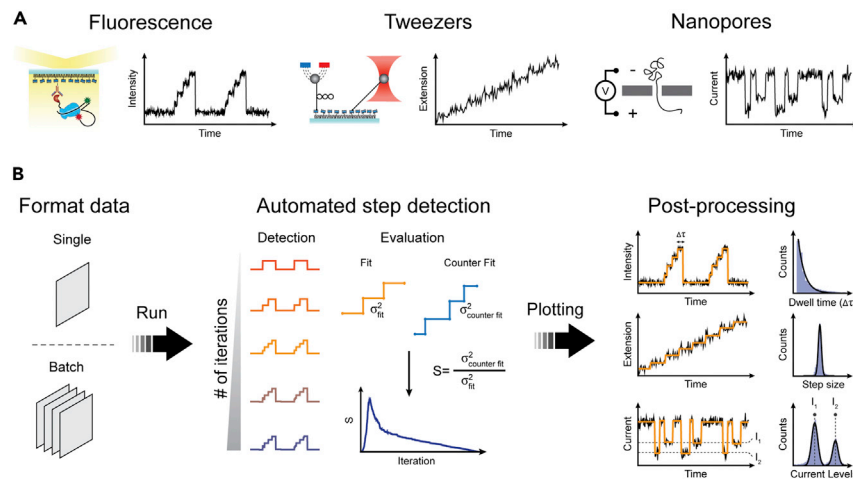 A
Fluorescence
Tweezers
Nanopores
Intensity
Time
Extension
Time
V
-
+
Current
Time
B
Format data
Automated step detection
Post-processing
Single
Batch
Run
# of iterations
Detection
Evaluation
Fit
Counter Fit
σ²fit
σ²counter fit
S= σ²counter fit / σ²fit
S
Iteration
Plotting
Intensity
Δτ
Time
Counts
Dwell time (Δτ
Extension
Time
Counts
Step size
Current
I₁
I₂
Time
Counts
I₁ I₂
Current Level